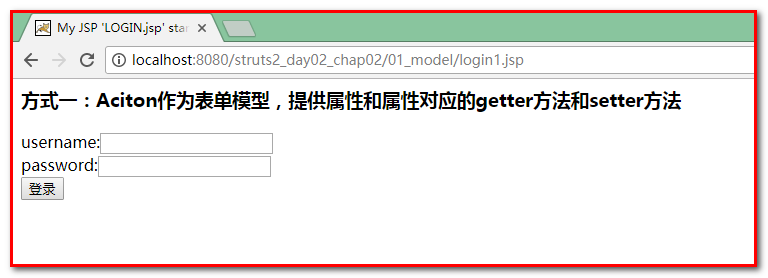 My JSP 'LOGIN.jsp' star
localhost:8080/struts2_day02_chap02/01_model/login1.jsp
方式一：Aciton作为表单模型，提供属性和属性对应的getter方法和setter方法
username:
password:
登录